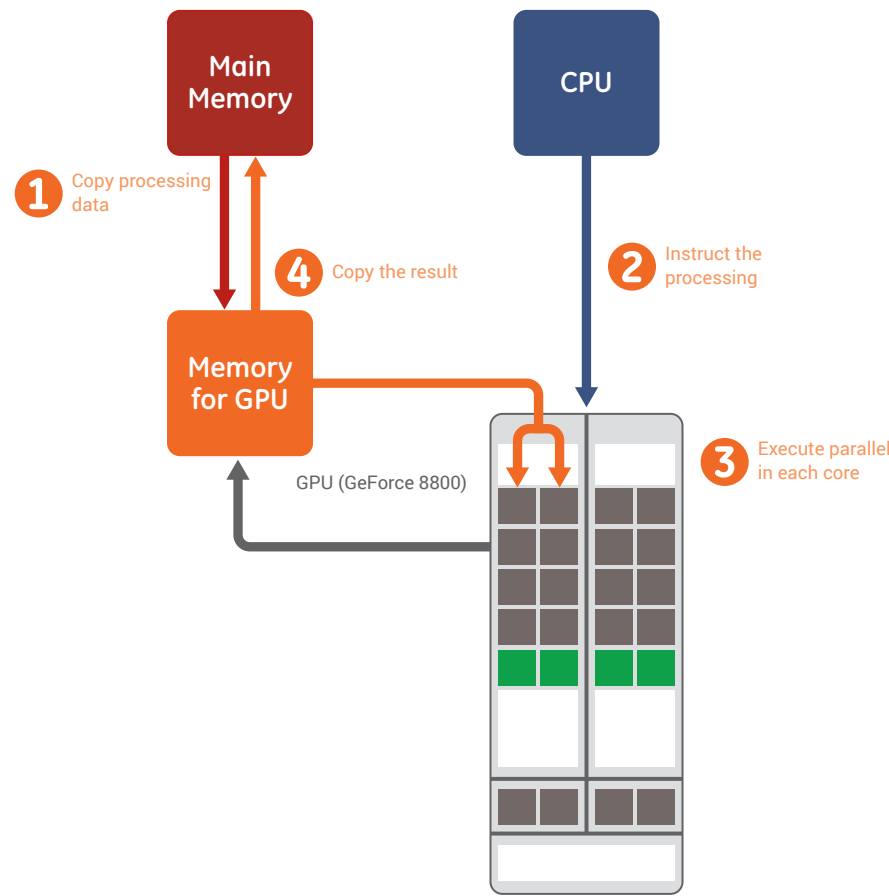 Main
Memory
CPU
1
Copy processing
data
4
Copy the result
2
Instruct the
processing
Memory
for GPU
3
Execute parallel
in each core
GPU (GeForce 8800)